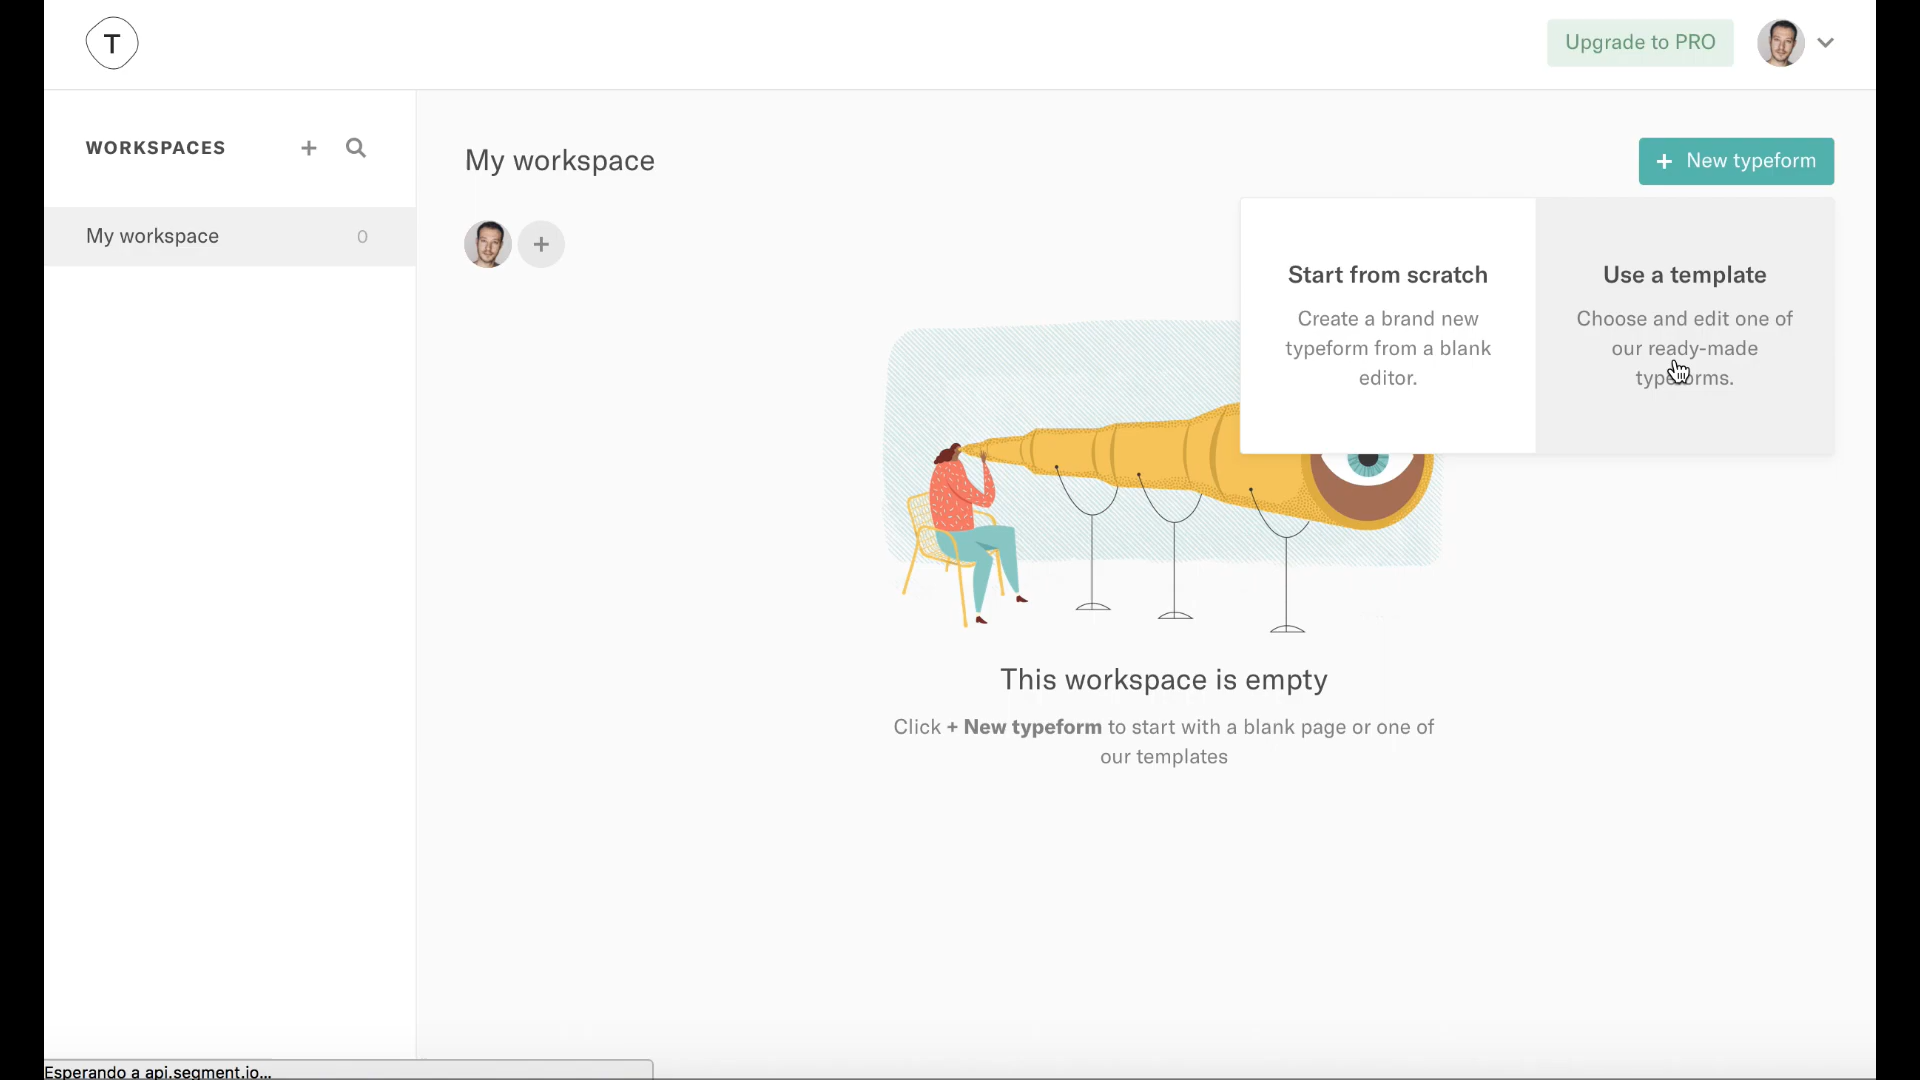 T
Upgrade to PRO
WORKSPACES
My workspace 0
My workspace
New typeform
Start from scratch
Create a brand new
typeform from a blank
editor.
Use a template
Choose and edit one of
our ready-made
typeforms.
This workspace is empty
Click + New typeform to start with a blank page or one of
our templates
Esperando a api.segment.io...